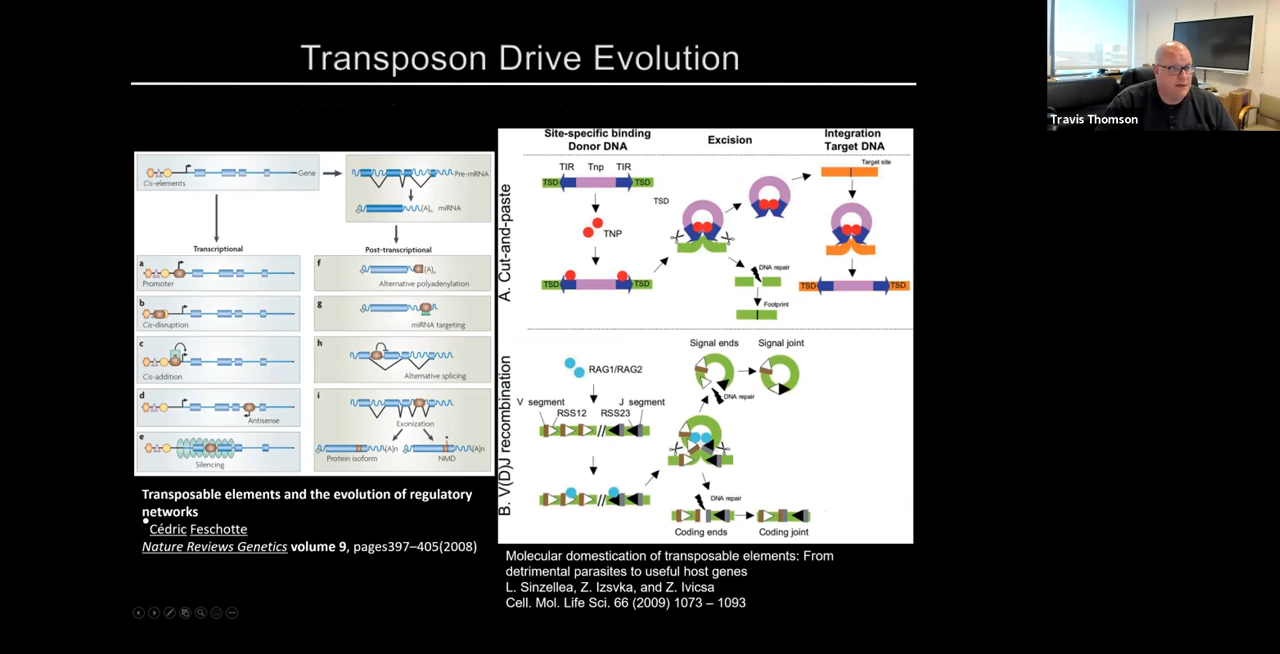 Transposon Drive Evolution
Travis Thomson
Gene
Cis-elements
Pre-mRNA
(A)n miRNA
Transcriptional
Post-transcriptional
a
Promoter
b
Cis-disruption
c
Cis-addition
d
Antisense
e
Silencing
f
(A)n
Alternative polyadenylation
g
miRNA targeting
h
Alternative splicing
i
Exonization
(A)n
(A)n
Protein isoform
NMD
Transposable elements and the evolution of regulatory
networks
Cédric Feschotte
Nature Reviews Genetics volume 9, pages397–405(2008)
Site-specific binding
Donor DNA
Excision
Integration
Target DNA
A. Cut-and-paste
TIR Tnp TIR
TSD TSD
TSD
TNP
TSD TSD
DNA repair
Footprint
Target site
TSD TSD
B. V(D)J recombination
RAG1/RAG2
V segment J segment
RSS12 RSS23
Signal ends Signal joint
DNA repair
DNA repair
Coding ends Coding joint
Molecular domestication of transposable elements: From
detrimental parasites to useful host genes
L. Sinzellea, Z. Izsvka, and Z. Ivicsa
Cell. Mol. Life Sci. 66 (2009) 1073 – 1093